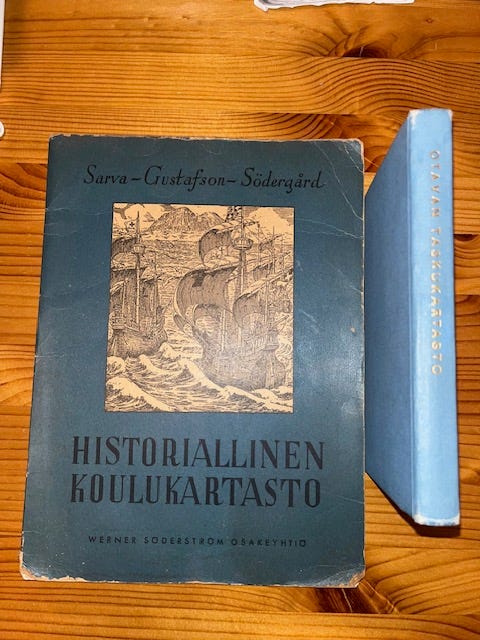 Sarva–Gustafson–Södergård
HISTORIALLINEN
KOULUKARTASTO
WERNER SÖDERSTRÖM OSAKEYHTIÖ
OTAVAN TASKUKARTASTO